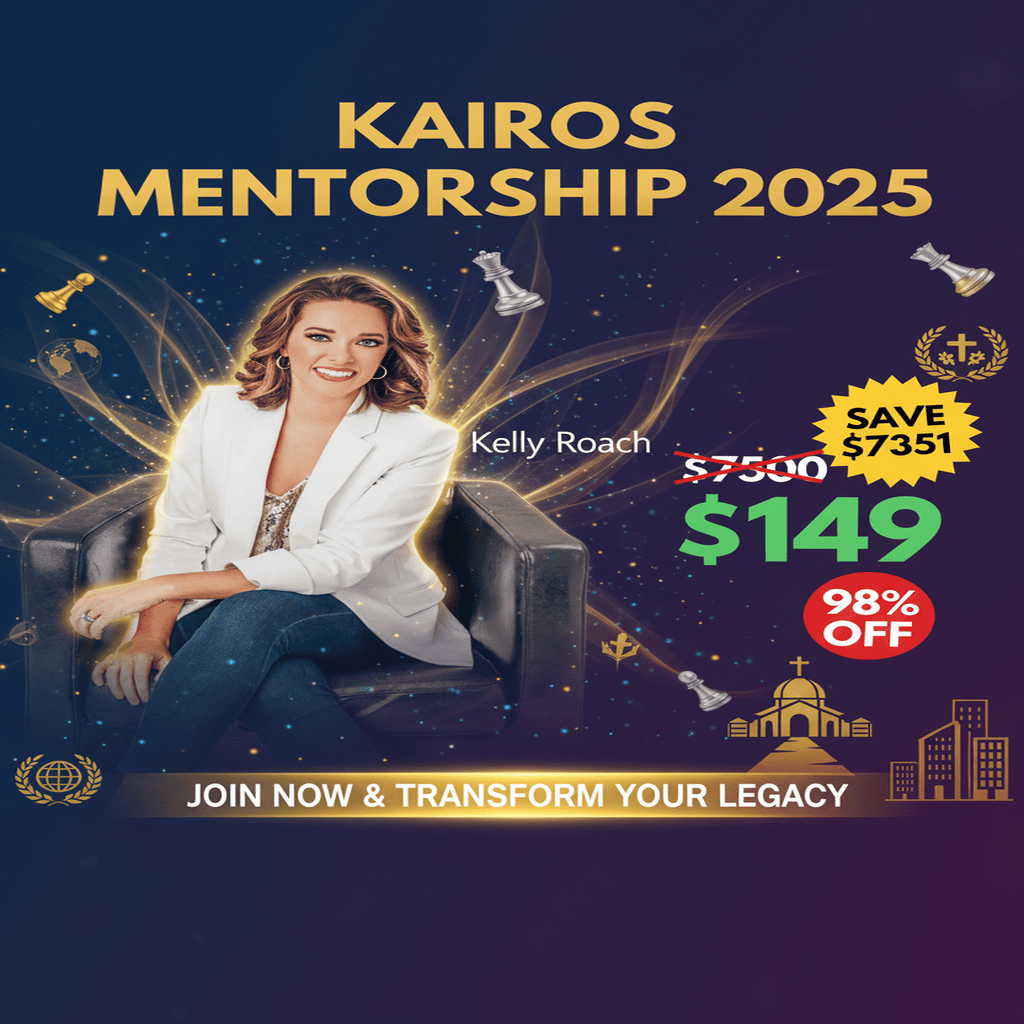 KAIROS
MENTORSHIP 2025
Kelly Roach
SAVE
$7351
$7500
$149
98%
OFF
JOIN NOW & TRANSFORM YOUR LEGACY